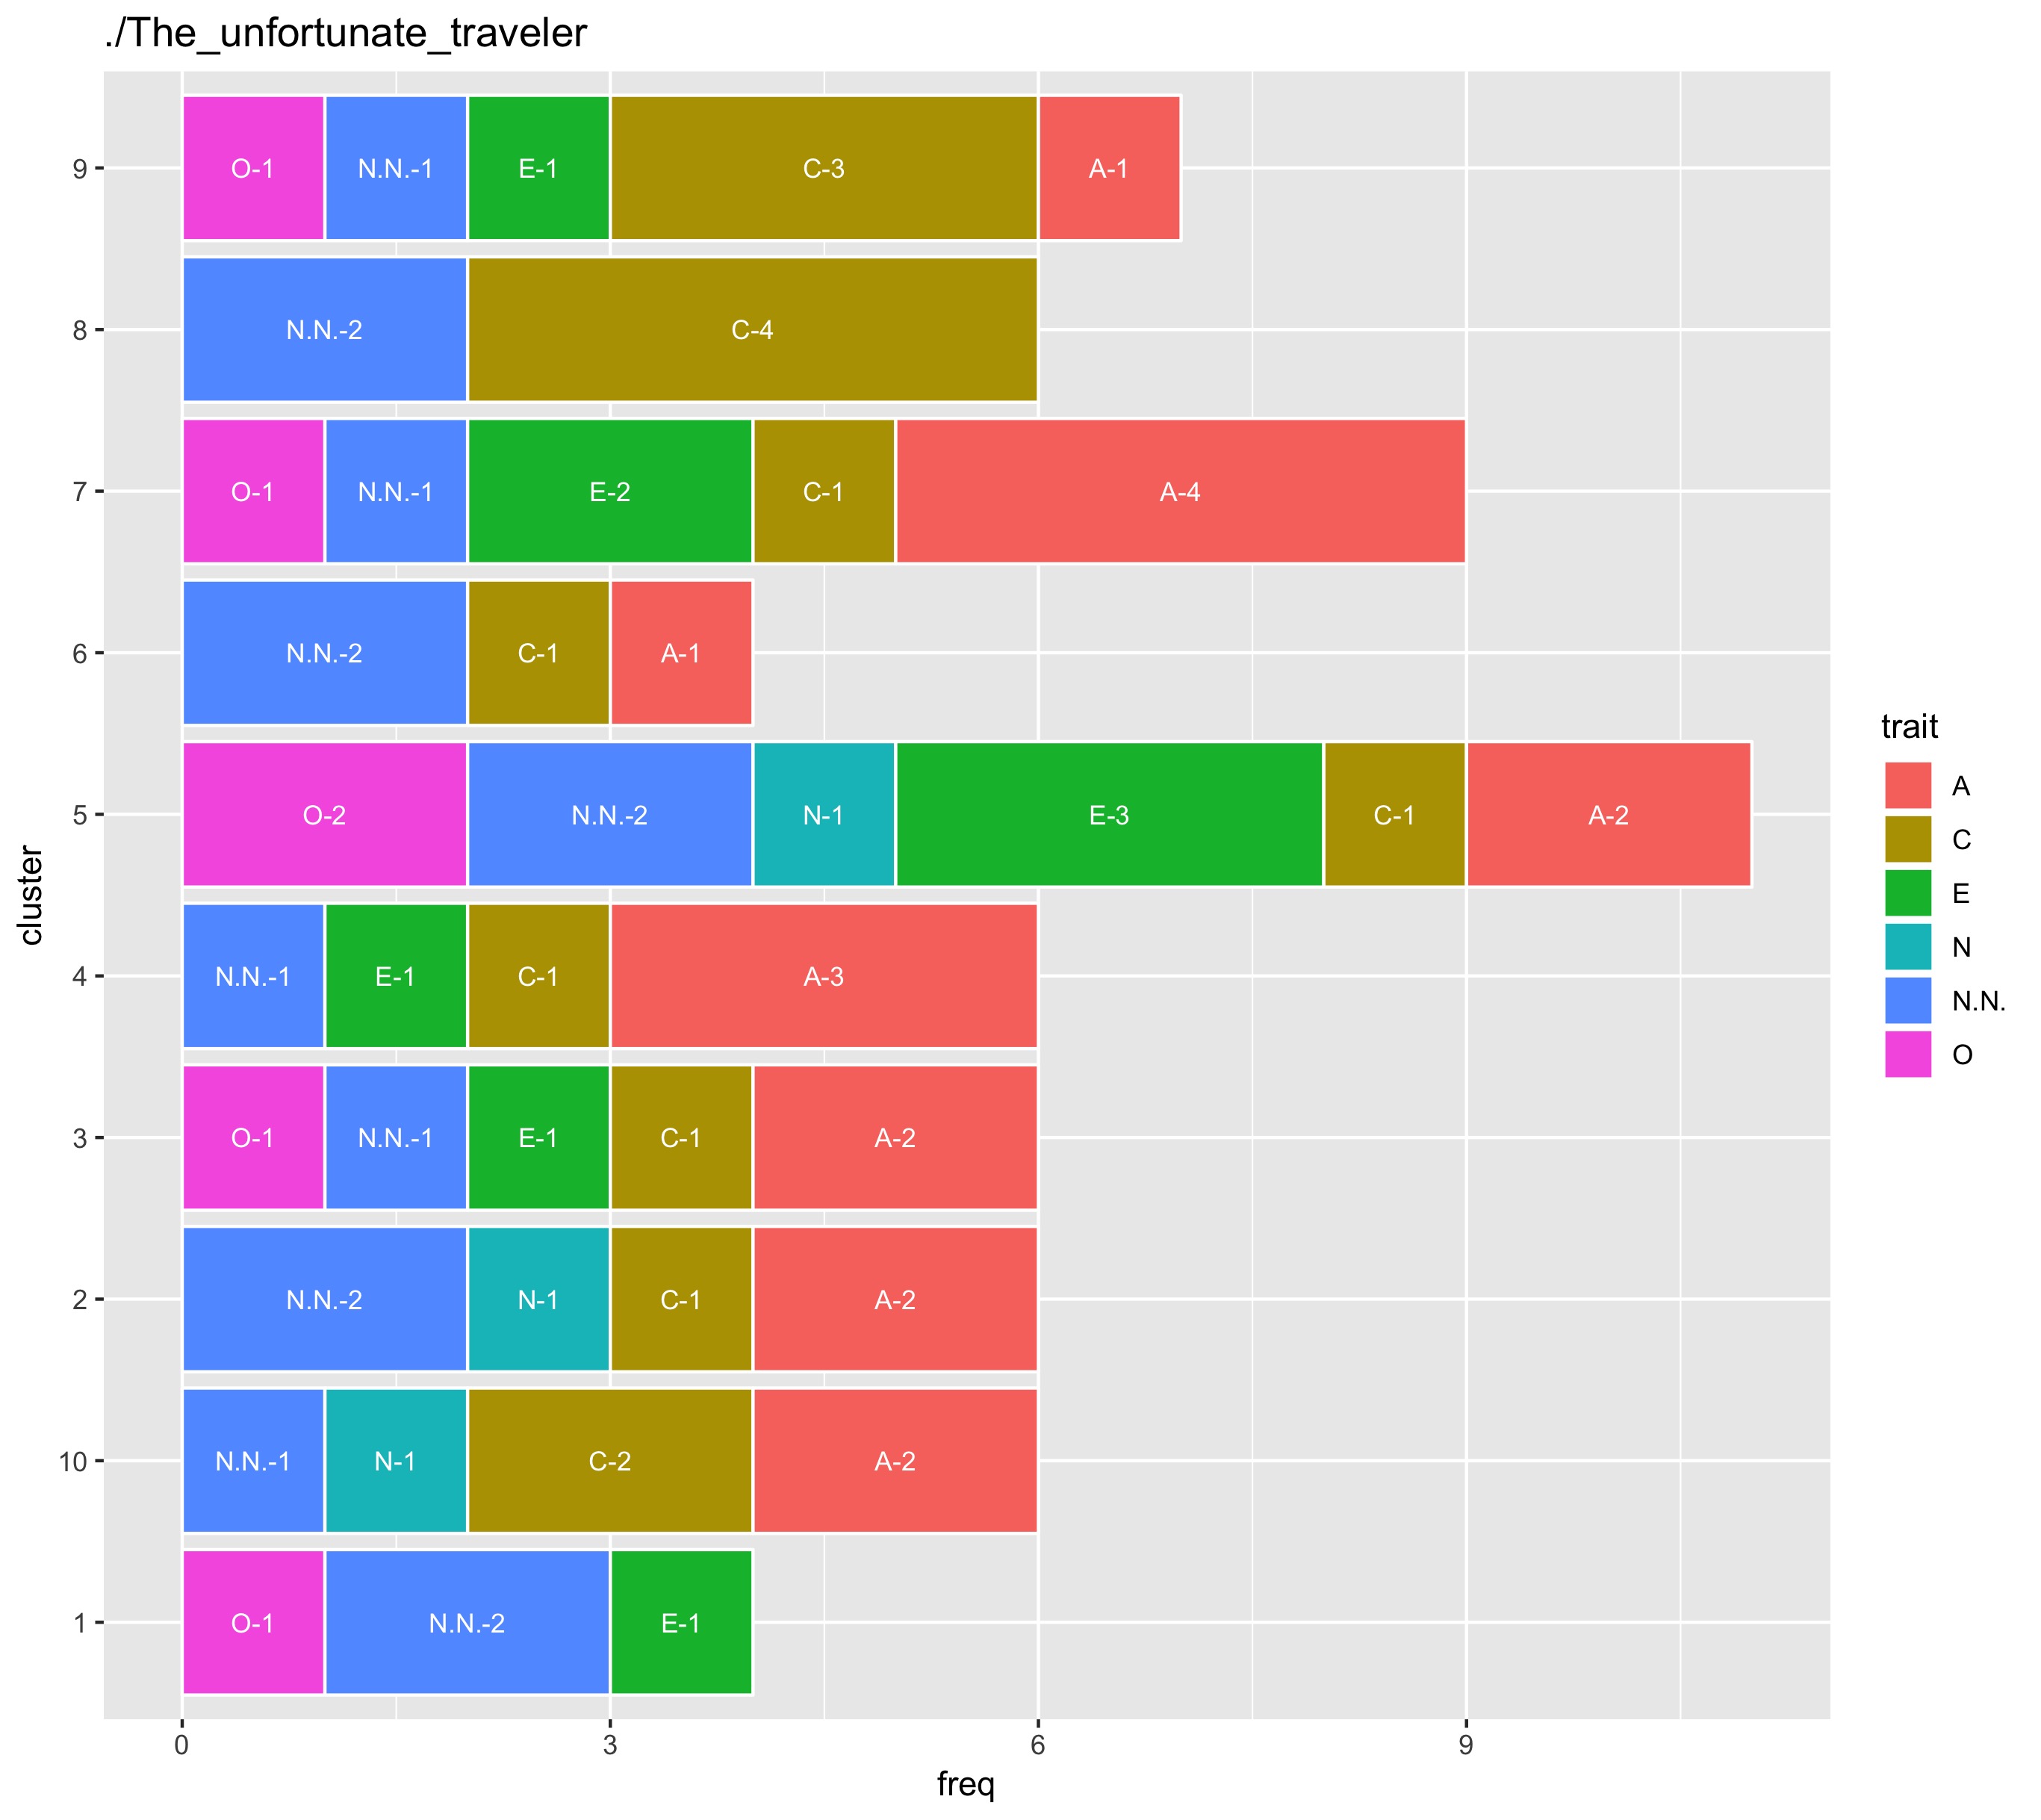 ./The_unfortunate_traveler
9 O-1 N.N.-1 E-1 C-3 A-1
8 N.N.-2 C-4
7 O-1 N.N.-1 E-2 C-1 A-4
6 N.N.-2 C-1 A-1
5 O-2 N.N.-2 N-1 E-3 C-1 A-2
4 N.N.-1 E-1 C-1 A-3
3 O-1 N.N.-1 E-1 C-1 A-2
2 N.N.-2 N-1 C-1 A-2
10 N.N.-1 N-1 C-2 A-2
1 O-1 N.N.-2 E-1
0 3 6 9
freq
cluster
trait
A
C
E
N
N.N.
O